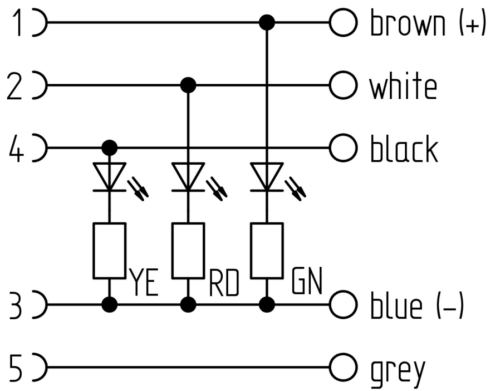 1 brown (+)
2 white
4 black
YE RD GN
3 blue (-)
5 grey